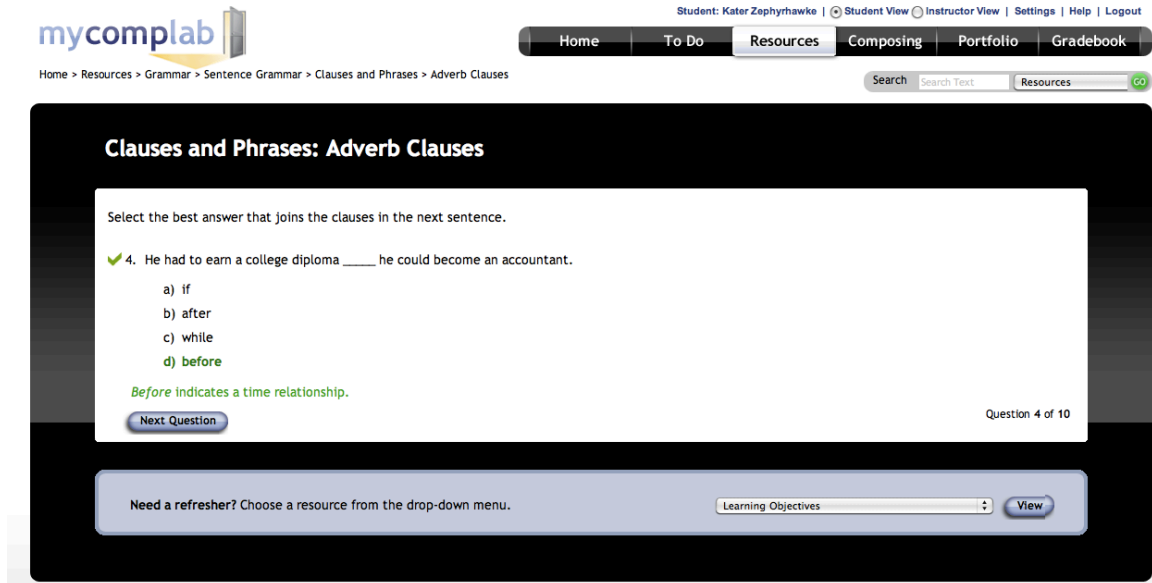 Student: Kater Zephyrhawke | Student View Instructor View | Settings | Help | Logout
mycomplab
Home To Do Resources Composing Portfolio Gradebook
Home > Resources > Grammar > Sentence Grammar > Clauses and Phrases > Adverb Clauses
Search Search Text Resources GO
Clauses and Phrases: Adverb Clauses
Select the best answer that joins the clauses in the next sentence.
4. He had to earn a college diploma _____ he could become an accountant.
a) if
b) after
c) while
d) before
Before indicates a time relationship.
Next Question
Question 4 of 10
Need a refresher? Choose a resource from the drop-down menu.
Learning Objectives
View